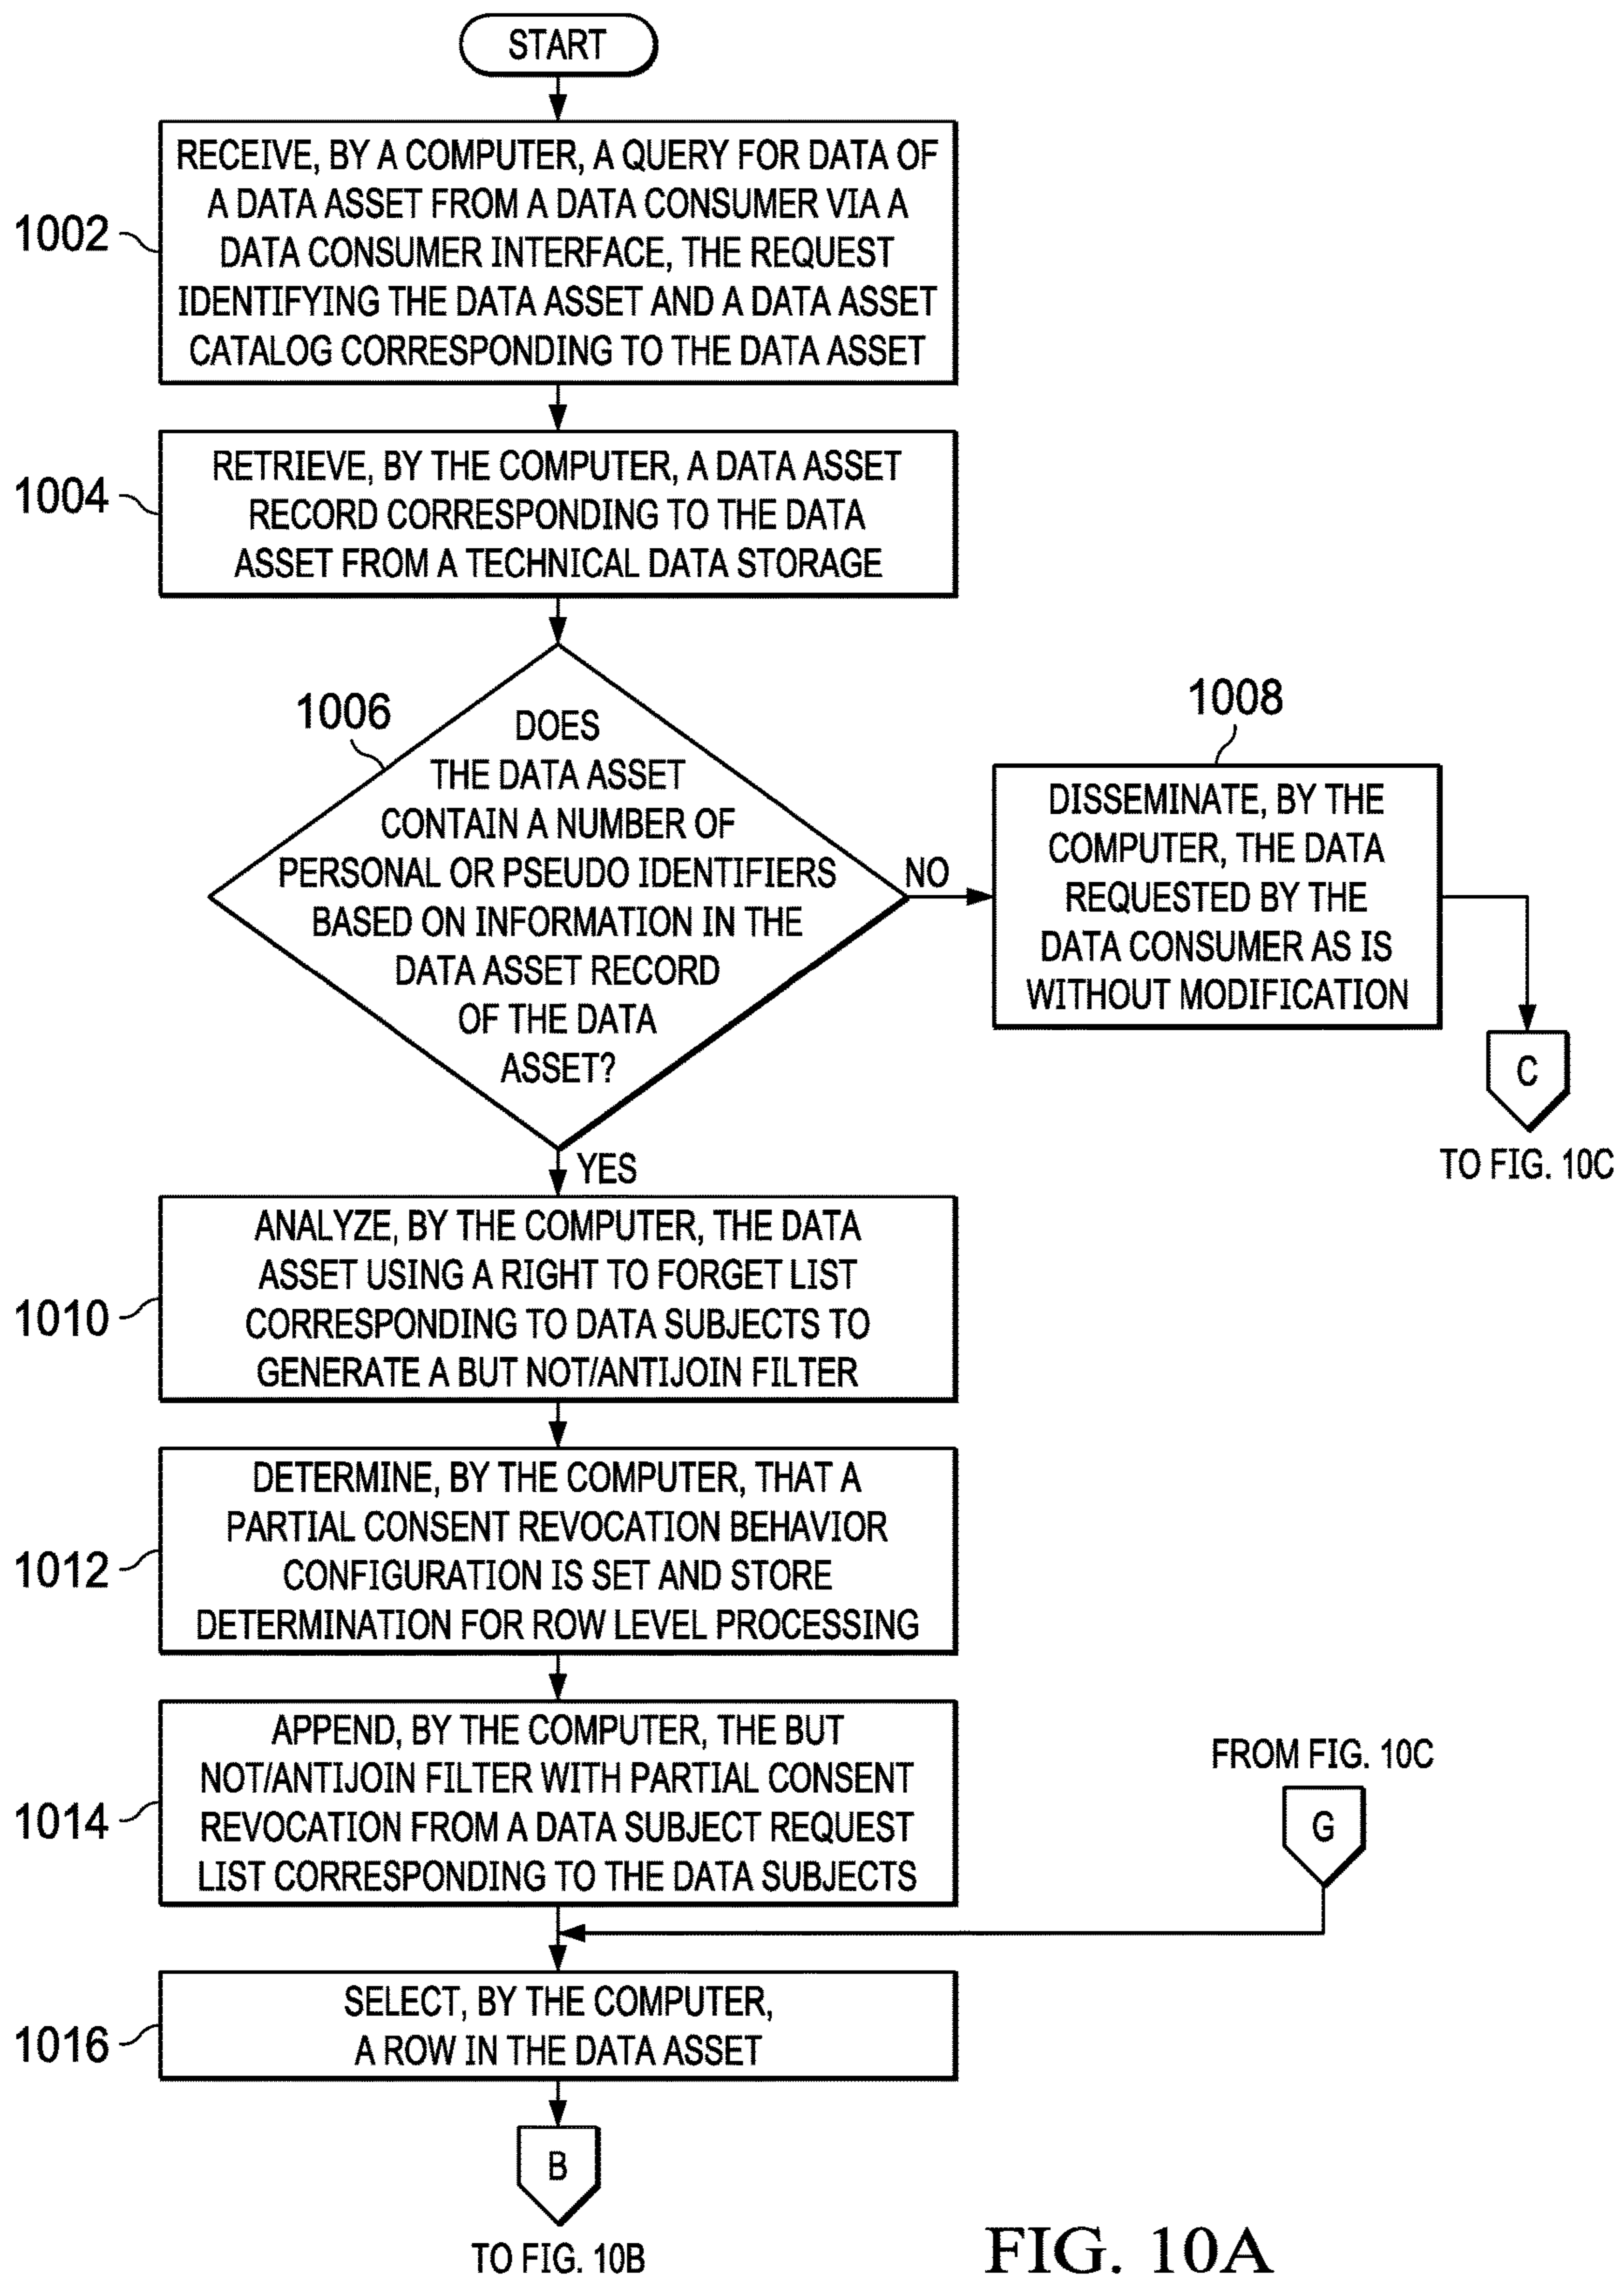 START
RECEIVE, BY A COMPUTER, A QUERY FOR DATA OF
A DATA ASSET FROM A DATA CONSUMER VIA A
DATA CONSUMER INTERFACE, THE REQUEST
IDENTIFYING THE DATA ASSET AND A DATA ASSET
CATALOG CORRESPONDING TO THE DATA ASSET
1002
RETRIEVE, BY THE COMPUTER, A DATA ASSET
RECORD CORRESPONDING TO THE DATA
ASSET FROM A TECHNICAL DATA STORAGE
1004
1006
DOES
THE DATA ASSET
CONTAIN A NUMBER OF
PERSONAL OR PSEUDO IDENTIFIERS
BASED ON INFORMATION IN THE
DATA ASSET RECORD
OF THE DATA
ASSET?
NO
1008
DISSEMINATE, BY THE
COMPUTER, THE DATA
REQUESTED BY THE
DATA CONSUMER AS IS
WITHOUT MODIFICATION
C
TO FIG. 10C
YES
ANALYZE, BY THE COMPUTER, THE DATA
ASSET USING A RIGHT TO FORGET LIST
CORRESPONDING TO DATA SUBJECTS TO
GENERATE A BUT NOT/ANTIJOIN FILTER
1010
DETERMINE, BY THE COMPUTER, THAT A
PARTIAL CONSENT REVOCATION BEHAVIOR
CONFIGURATION IS SET AND STORE
DETERMINATION FOR ROW LEVEL PROCESSING
1012
APPEND, BY THE COMPUTER, THE BUT
NOT/ANTIJOIN FILTER WITH PARTIAL CONSENT
REVOCATION FROM A DATA SUBJECT REQUEST
LIST CORRESPONDING TO THE DATA SUBJECTS
1014
FROM FIG. 10C
G
SELECT, BY THE COMPUTER,
A ROW IN THE DATA ASSET
1016
B
TO FIG. 10B
FIG. 10A